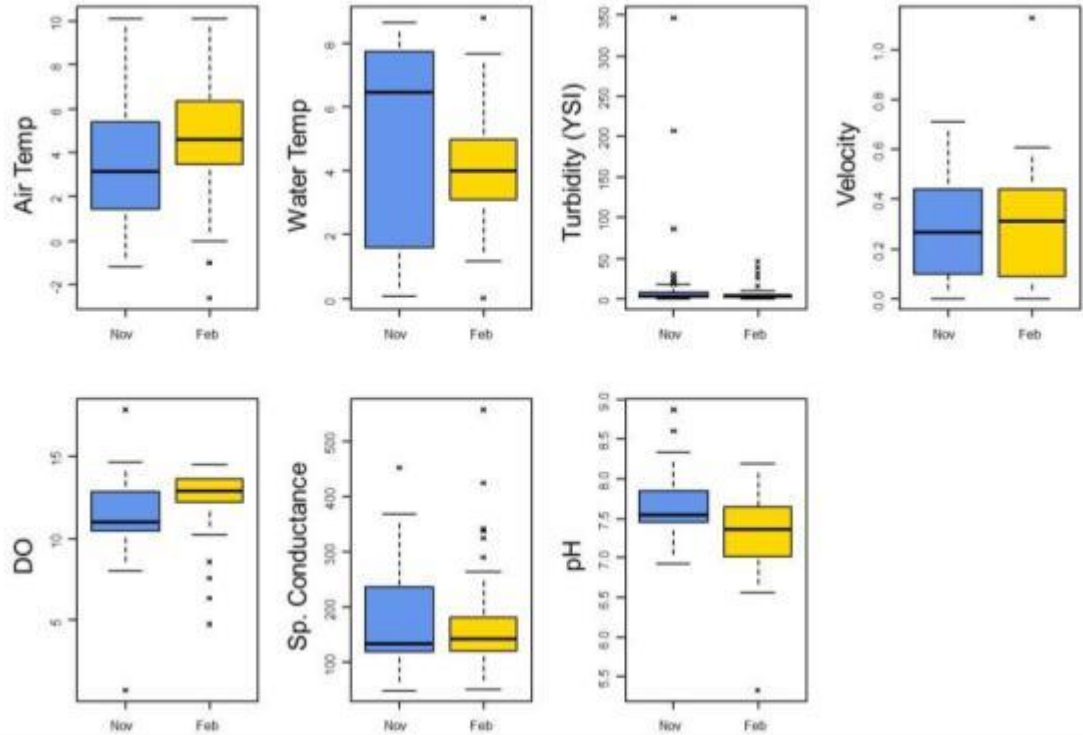 Air Temp
-2 0 2 4 6 8 10
Nov Feb
Water Temp
0 2 4 6 8
Nov Feb
Turbidity (YSI)
0 50 100 150 200 250 300 350
Nov Feb
Velocity
0.0 0.2 0.4 0.6 0.8 1.0
Nov Feb
DO
5 10 15
Nov Feb
Sp. Conductance
100 200 300 400 500
Nov Feb
pH
5.5 6.0 6.5 7.0 7.5 8.0 8.5 9.0
Nov Feb